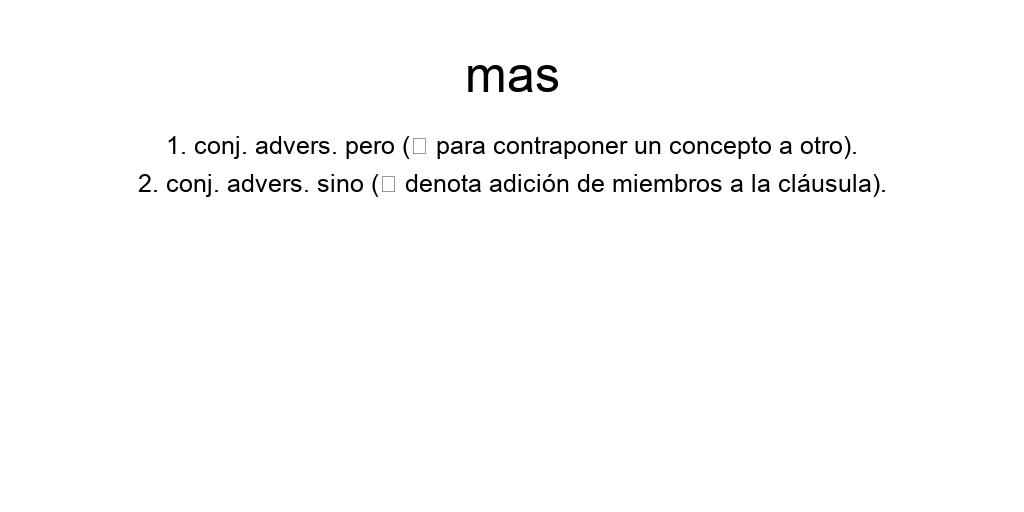 mas
1. conj. advers. pero (□ para contraponer un concepto a otro).
2. conj. advers. sino (□ denota adición de miembros a la cláusula).